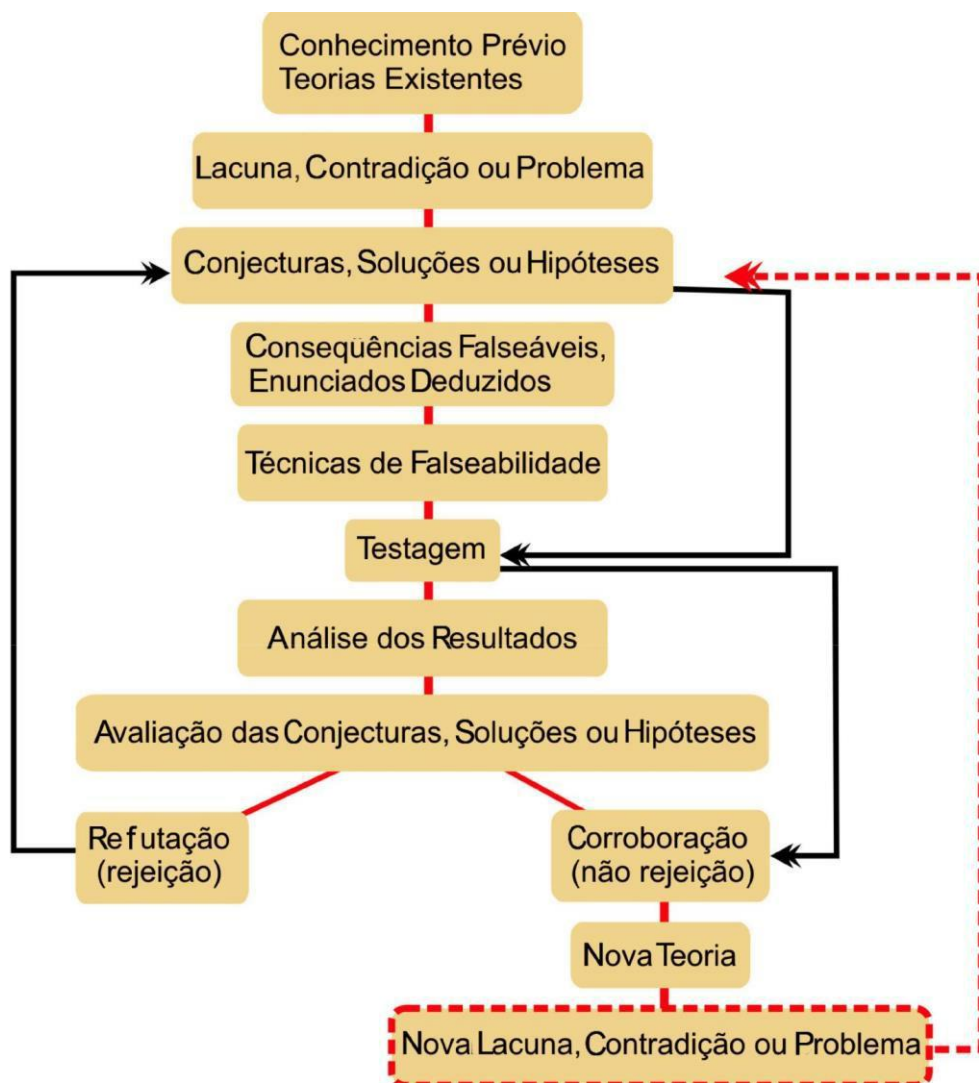 Conhecimento Prévio
Teorias Existentes
Lacuna, Contradição ou Problema
Conjecturas, Soluções ou Hipóteses
Conseqüências Falseáveis,
Enunciados Deduzidos
Técnicas de Falseabilidade
Testagem
Análise dos Resultados
Avaliação das Conjecturas, Soluções ou Hipóteses
Refutação
(rejeição)
Corroboração
(não rejeição)
Nova Teoria
Nova Lacuna, Contradição ou Problema